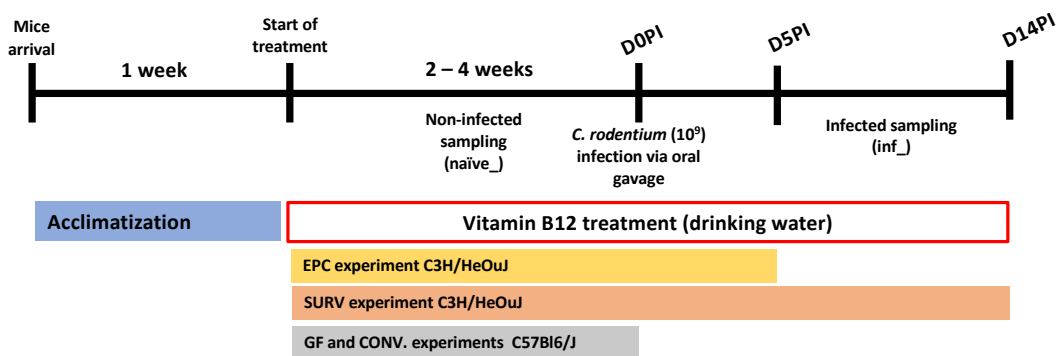 Mice
arrival
1 week
Start of
treatment
2 – 4 weeks
D0PI
D5PI
D14PI
Non-infected
sampling
(naïve_)
C. rodentium (10⁹)
infection via oral
gavage
Infected sampling
(inf_)
Acclimatization
Vitamin B12 treatment (drinking water)
EPC experiment C3H/HeOuJ
SURV experiment C3H/HeOuJ
GF and CONV. experiments C57Bl6/J